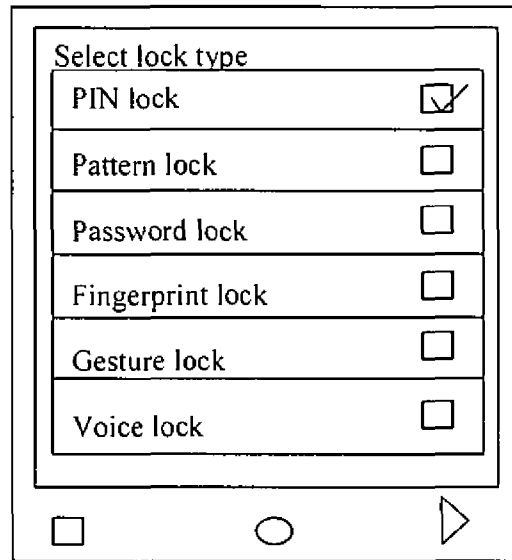 Select lock type
PIN lock
Pattern lock
Password lock
Fingerprint lock
Gesture lock
Voice lock